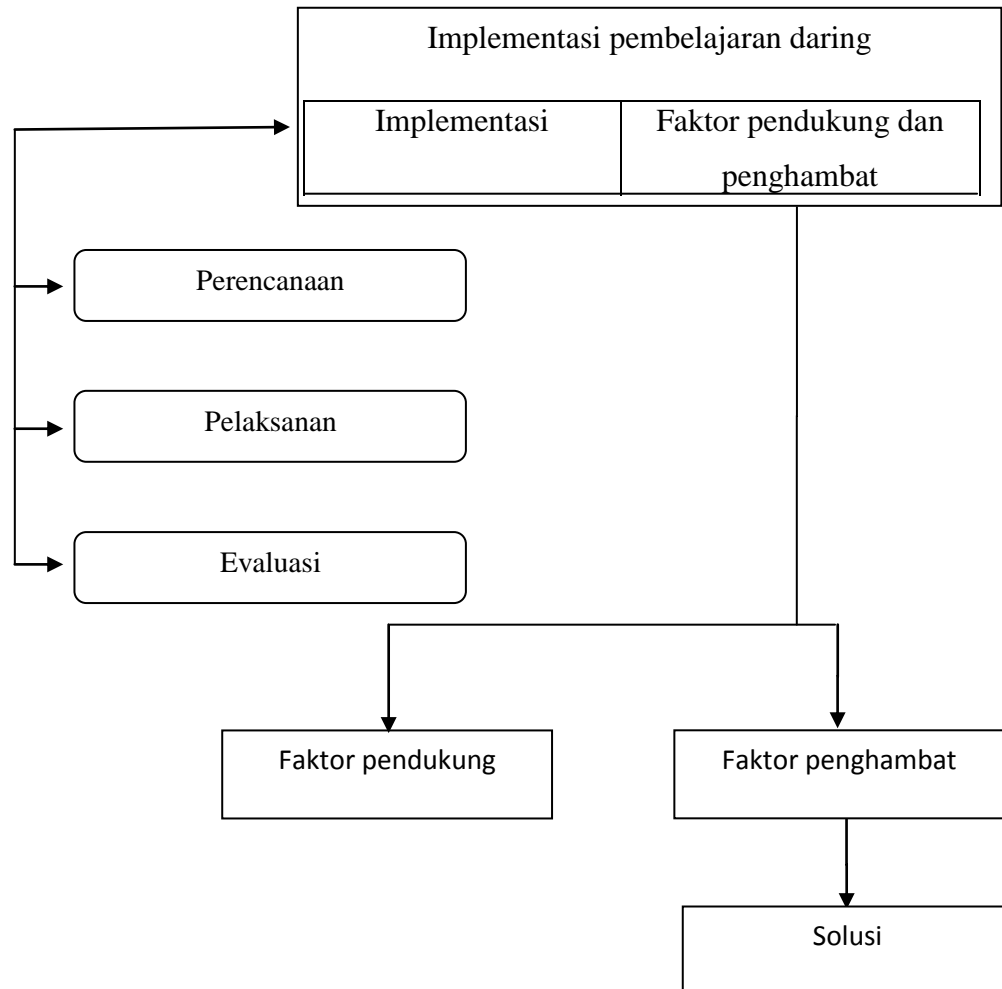 Implementasi pembelajaran daring
Implementasi
Faktor pendukung dan
penghambat
Perencanaan
Pelaksanan
Evaluasi
Faktor pendukung
Faktor penghambat
Solusi